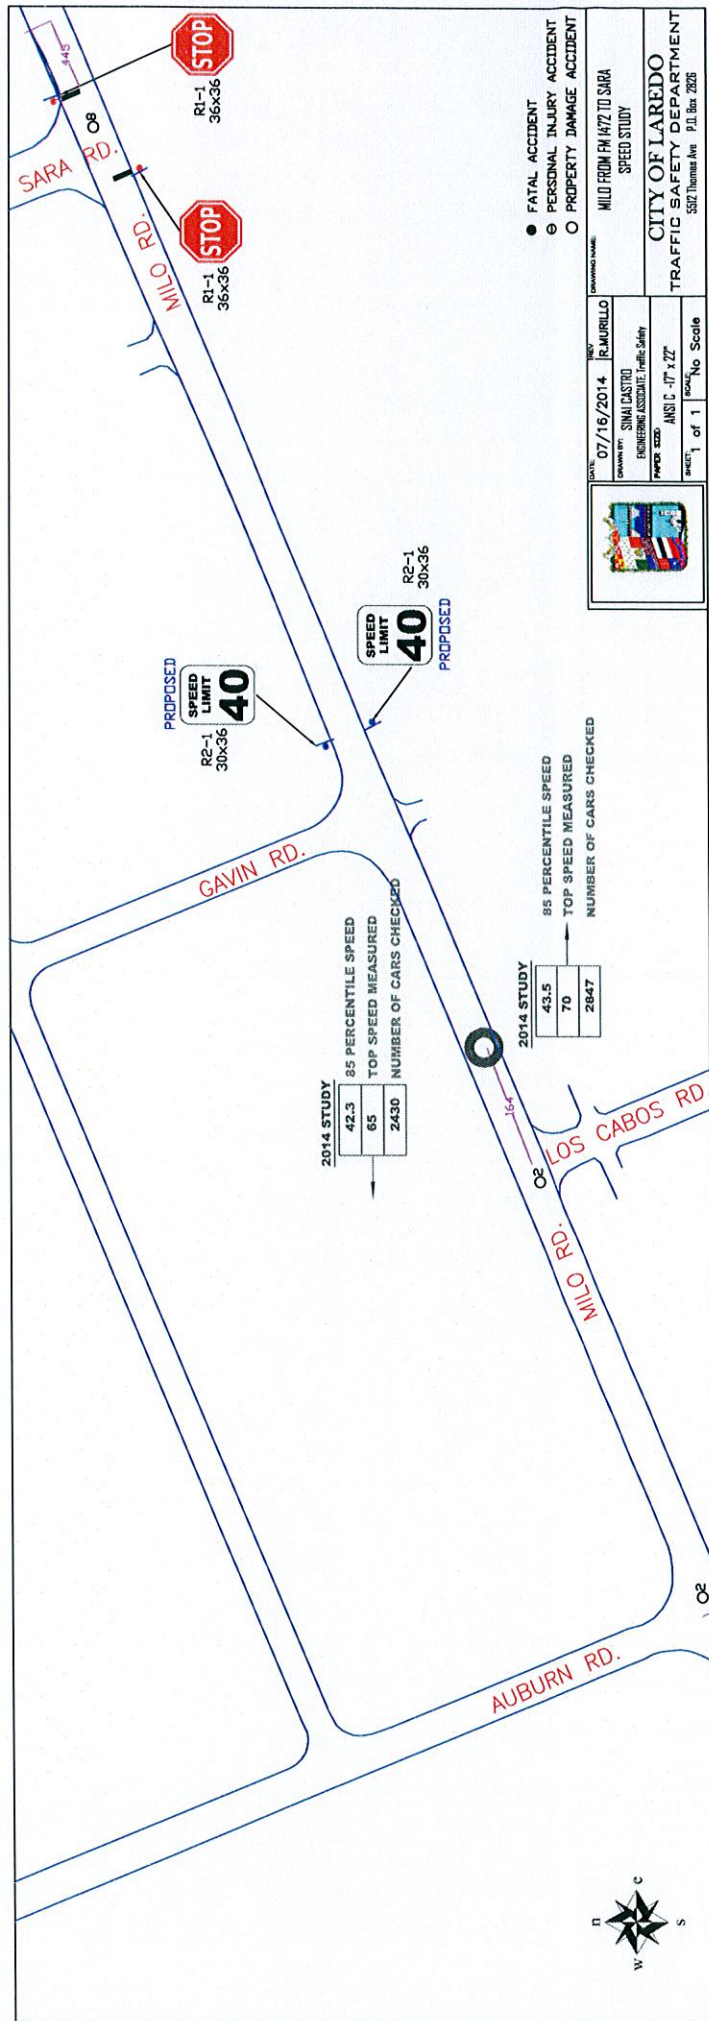 445
SARA RD.
O8
STOP
R1-1
36x36
STOP
R1-1
36x36
MILO RD.
PROPOSED
SPEED
LIMIT
40
R2-1
30x36
SPEED
LIMIT
40
R2-1
30x36
PROPOSED
GAVIN RD.
2014 STUDY
42.3 85 PERCENTILE SPEED
65 TOP SPEED MEASURED
2430 NUMBER OF CARS CHECKED
2014 STUDY
43.5 85 PERCENTILE SPEED
70 TOP SPEED MEASURED
2847 NUMBER OF CARS CHECKED
164
O2
LOS CABOS RD.
MILO RD.
AUBURN RD.
O2
n
w e
s
FATAL ACCIDENT
PERSONAL INJURY ACCIDENT
PROPERTY DAMAGE ACCIDENT
DATE: 07/16/2014
REV: R.MURILLO
DRAWN BY: SINAI CASTRO
ENGINEERING ASSOCIATE, Traffic Safety
PAPER SIZE: ANSI C -17" x 22"
SHEET: 1 of 1
SCALE: No Scale
DRAWING NAME:
MILO FROM FM 1472 TO SARA
SPEED STUDY
CITY OF LAREDO
TRAFFIC SAFETY DEPARTMENT
5512 Thomas Ave P.O. Box 2826